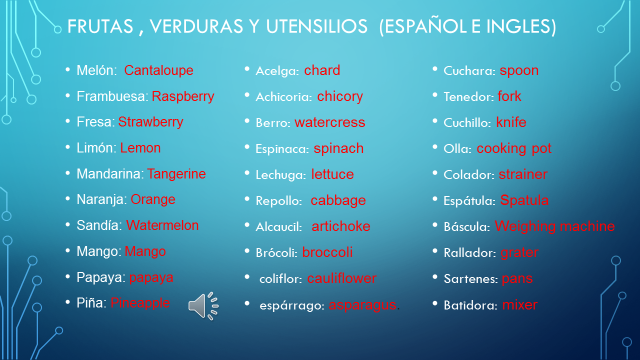 FRUTAS , VERDURAS Y UTENSILIOS (ESPAÑOL E INGLES)
• Melón: Cantaloupe
• Frambuesa: Raspberry
• Fresa: Strawberry
• Limón: Lemon
• Mandarina: Tangerine
• Naranja: Orange
• Sandía: Watermelon
• Mango: Mango
• Papaya: papaya
• Piña: Pineapple
• Acelga: chard
• Achicoria: chicory
• Berro: watercress
• Espinaca: spinach
• Lechuga: lettuce
• Repollo: cabbage
• Alcaucil: artichoke
• Brócoli: broccoli
• coliflor: cauliflower
• espárrago: asparagus.
• Cuchara: spoon
• Tenedor: fork
• Cuchillo: knife
• Olla: cooking pot
• Colador: strainer
• Espátula: Spatula
• Báscula: Weighing machine
• Rallador: grater
• Sartenes: pans
• Batidora: mixer